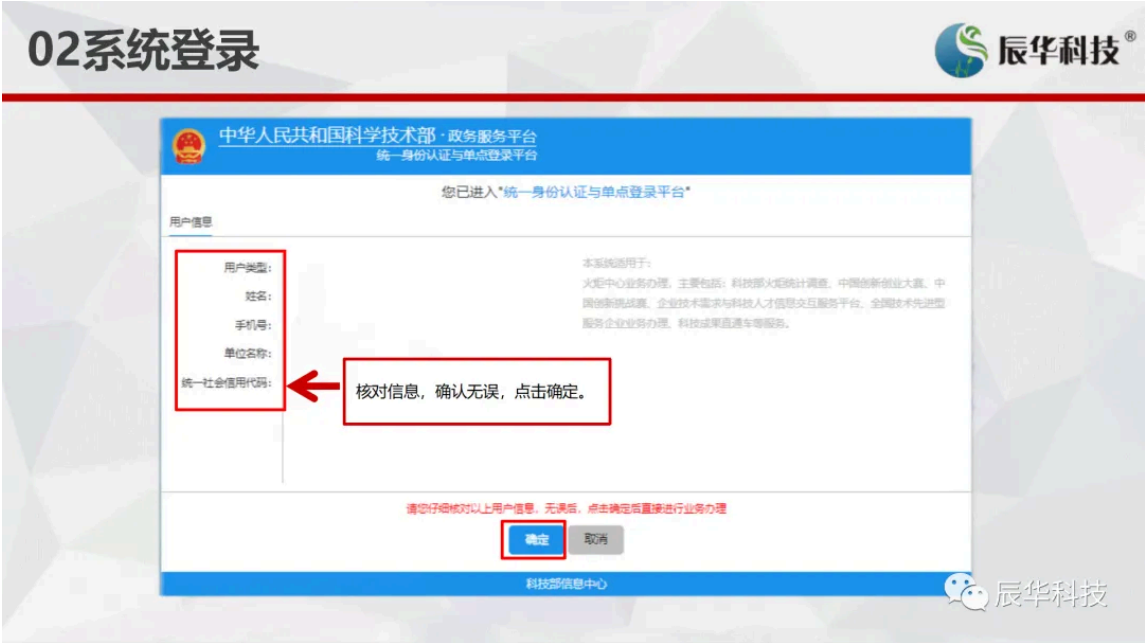 02系统登录
辰华科技®
中华人民共和国科学技术部·政务服务平台
统一身份认证与单点登录平台
您已进入"统一身份认证与单点登录平台"
用户信息
用户类型：
姓名：
手机号：
单位名称：
统一社会信用代码：
本系统适用于：
火炬中心业务办理，主要包括：科技部火炬统计调查、中国创新创业大赛、中
国创新挑战赛、企业技术需求与科技人才信息交互服务平台、全国技术先进型
服务企业业务办理、科技成果直通车等服务。
核对信息，确认无误，点击确定。
请您仔细核对以上用户信息，无误后，点击确定后直接进行业务办理
确定
取消
科技部信息中心
辰华科技